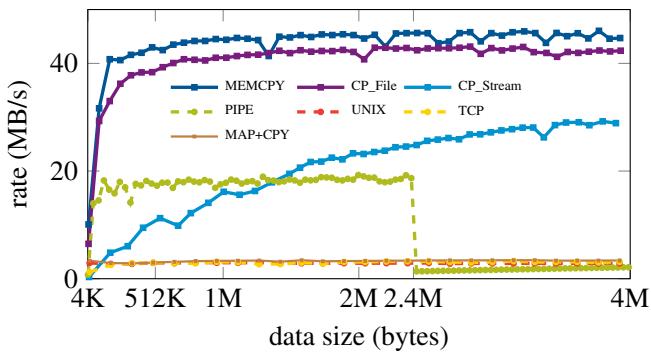 40
20
0
rate (MB/s)
MEMCPY CP_File CP_Stream
PIPE UNIX TCP
MAP+CPY
4K 512K 1M 2M 2.4M 4M
data size (bytes)